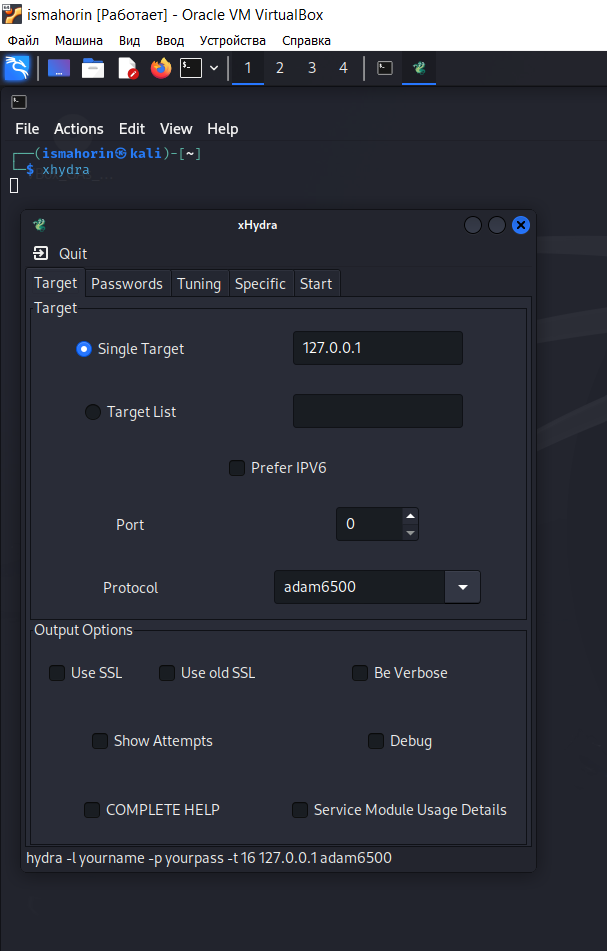 ismahorin [Работает] - Oracle VM VirtualBox
Файл Машина Вид Ввод Устройства Справка
1 2 3 4
File Actions Edit View Help
┌──(ismahorin㉿kali)-[~]
└─$ xhydra
xHydra
Quit
Target Passwords Tuning Specific Start
Target
Single Target 127.0.0.1
Target List
Prefer IPV6
Port 0
Protocol adam6500
Output Options
Use SSL Use old SSL Be Verbose
Show Attempts Debug
COMPLETE HELP Service Module Usage Details
hydra -l yourname -p yourpass -t 16 127.0.0.1 adam6500